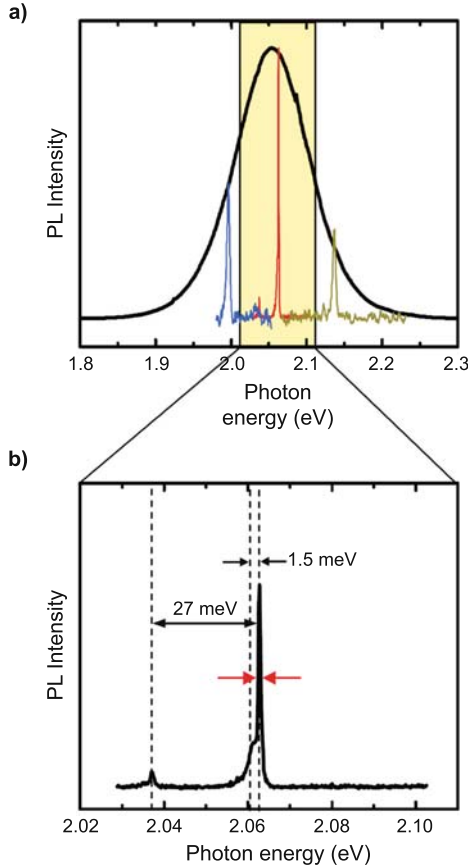 a)
PL Intensity
1.8 1.9 2.0 2.1 2.2 2.3
Photon
energy (eV)
b)
PL Intensity
1.5 meV
27 meV
2.02 2.04 2.06 2.08 2.10
Photon energy (eV)